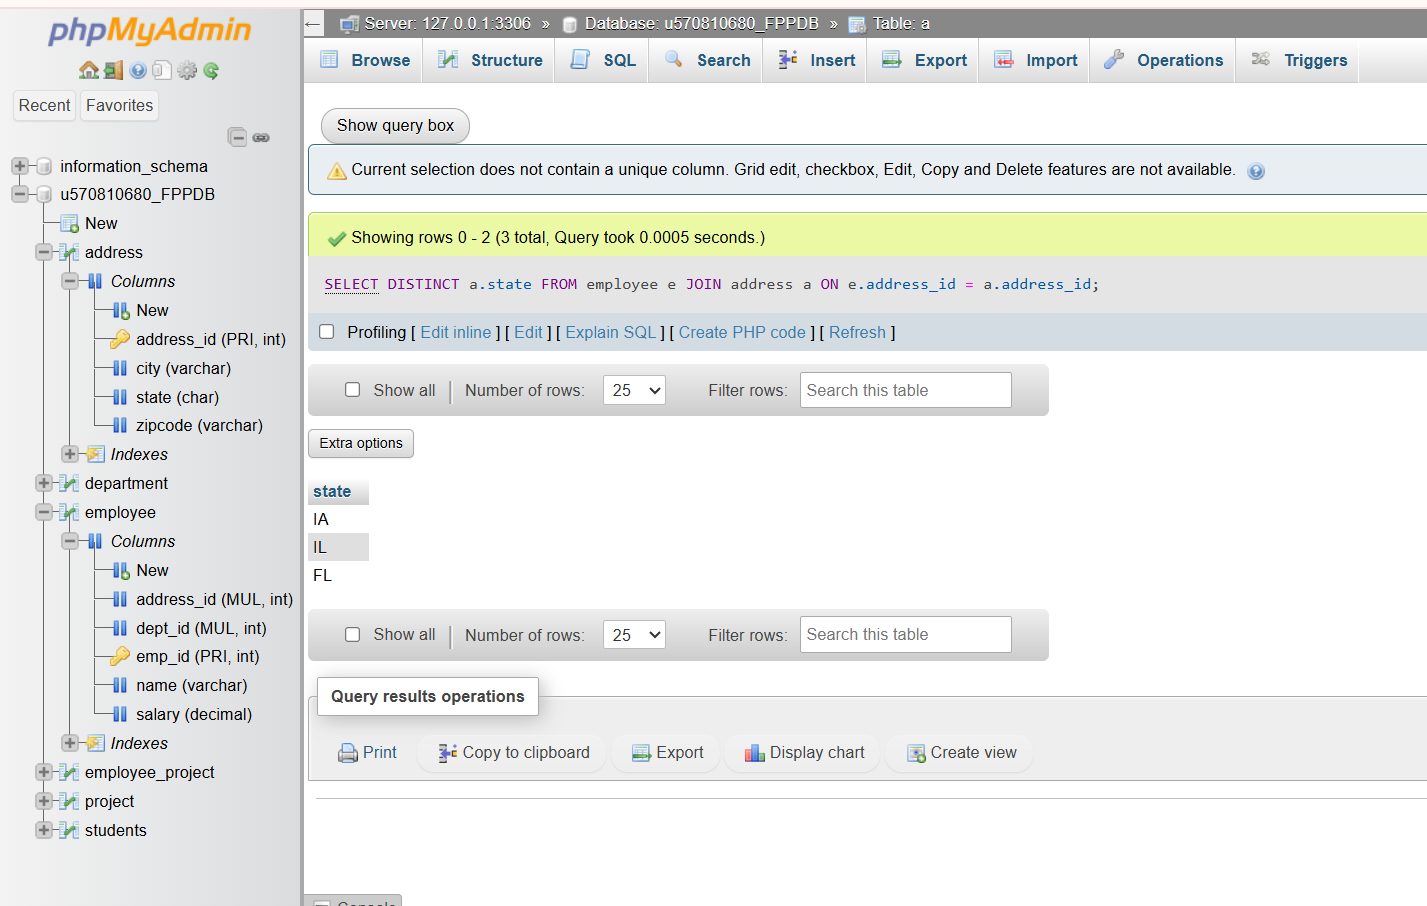 phpMyAdmin
Recent
Favorites
information_schema
u570810680_FPPDB
New
address
Columns
New
address_id (PRI, int)
city (varchar)
state (char)
zipcode (varchar)
Indexes
department
employee
Columns
New
address_id (MUL, int)
dept_id (MUL, int)
emp_id (PRI, int)
name (varchar)
salary (decimal)
Indexes
employee_project
project
students
Server: 127.0.0.1:3306 » Database: u570810680_FPPDB » Table: a
Browse Structure SQL Search Insert Export Import Operations Triggers
Show query box
Current selection does not contain a unique column. Grid edit, checkbox, Edit, Copy and Delete features are not available.
Showing rows 0 - 2 (3 total, Query took 0.0005 seconds.)
SELECT DISTINCT a.state FROM employee e JOIN address a ON e.address_id = a.address_id;
Profiling [ Edit inline ] [ Edit ] [ Explain SQL ] [ Create PHP code ] [ Refresh ]
Show all | Number of rows: 25 Filter rows: Search this table
Extra options
state
IA
IL
FL
Show all | Number of rows: 25 Filter rows: Search this table
Query results operations
Print Copy to clipboard Export Display chart Create view
Console